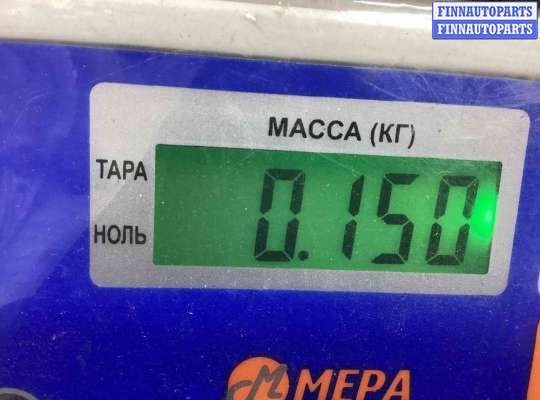 FINNAUTOPARTS
FINNAUTOPARTS
МАССА (КГ)
ТАРА
НОЛЬ
0.150
МЕРА